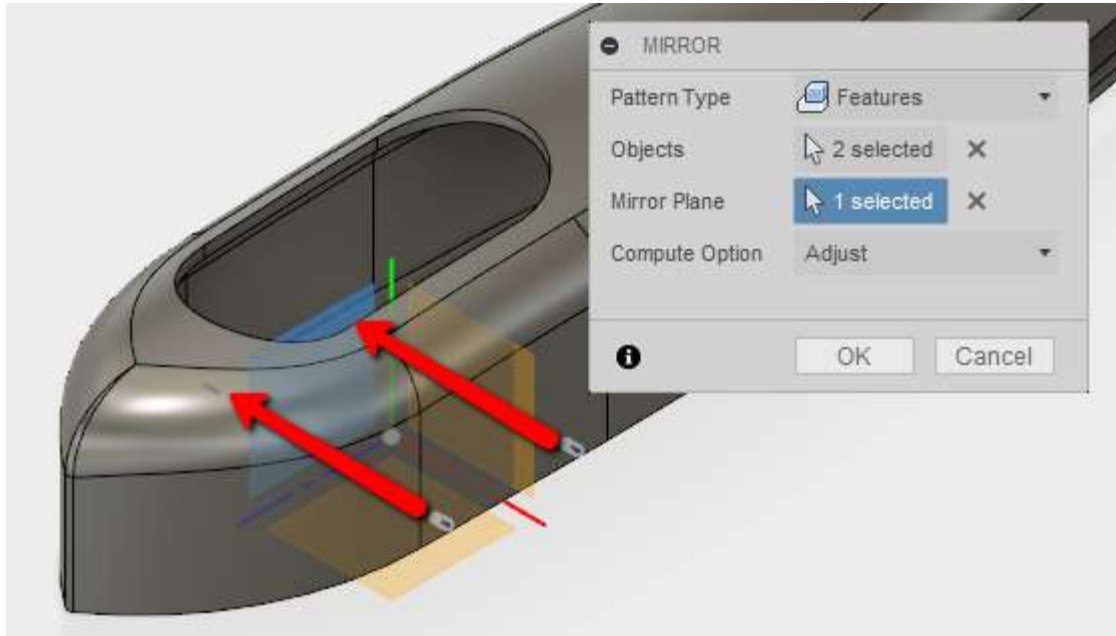 MIRROR
Pattern Type Features
Objects 2 selected
Mirror Plane 1 selected
Compute Option Adjust
OK Cancel